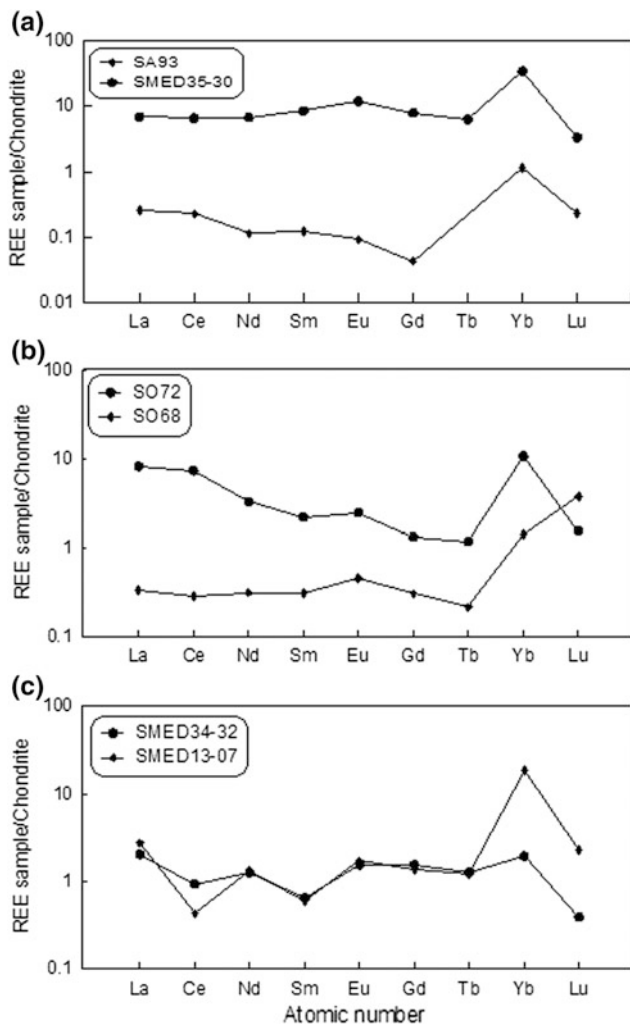 (a)
100
10
1
0.1
0.01
REE sample/Chondrite
SA93
SMED35-30
La Ce Nd Sm Eu Gd Tb Yb Lu
(b)
100
10
1
0.1
REE sample/Chondrite
SO72
SO68
La Ce Nd Sm Eu Gd Tb Yb Lu
(c)
100
10
1
0.1
REE sample/Chondrite
SMED34-32
SMED13-07
La Ce Nd Sm Eu Gd Tb Yb Lu
Atomic number